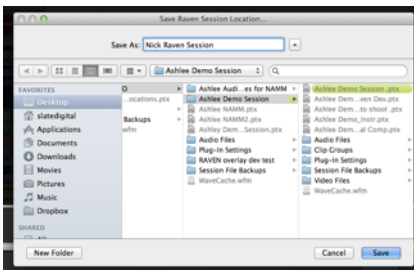 Save Raven Session Location...
Save As: Nick Raven Session
Ashlee Demo Session
FAVORITES
Desktop
slatedigital
Applications
Documents
Downloads
Movies
Pictures
Music
Dropbox
SHARED
...ocations.ptx
Backups
wfm
Ashlee Audi...es for NAMM
Ashlee Demo Session
Ashlee NAMM.ptx
Ashlee NAMM2.ptx
Ashley Dem...Session.ptx
Audio Files
Plug-In Settings
RAVEN overlay dev test
Session File Backups
WaveCache.wfm
Ashlee Demo Session .ptx
Ashlee Dem...ven Dev.ptx
Ashlee Dem...to shoot .ptx
Ashlee Demo_Instr.ptx
Ashlee Dem...al Comp.ptx
Audio Files
Clip Groups
Plug-In Settings
Session File Backups
Video Files
WaveCache.wfm
New Folder
Cancel
Save